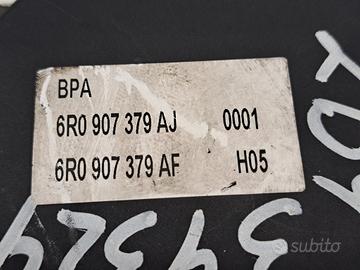 BPA
6R0 907 379 AJ 0001
6R0 907 379 AF H05
subito